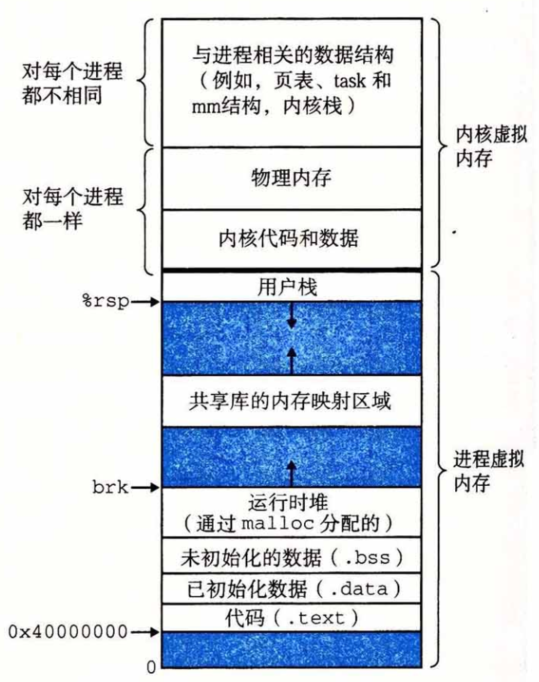 对每个进程
都不相同
与进程相关的数据结构
（例如，页表、task 和
mm结构，内核栈）
内核虚拟
内存
对每个进程
都一样
物理内存
内核代码和数据
用户栈
%rsp
共享库的内存映射区域
进程虚拟
内存
brk
运行时堆
（通过 malloc 分配的）
未初始化的数据（.bss）
已初始化数据（.data）
代码（.text）
0x40000000
0